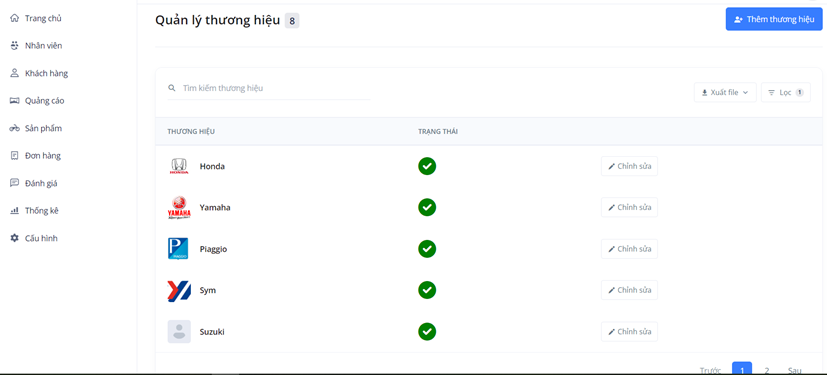 Trang chủ
Nhân viên
Khách hàng
Quảng cáo
Sản phẩm
Đơn hàng
Đánh giá
Thống kê
Cấu hình
Quản lý thương hiệu 8
Thêm thương hiệu
Tìm kiếm thương hiệu
Xuất file
Lọc 1
THƯƠNG HIỆU TRẠNG THÁI
HONDA Honda Chỉnh sửa
YAMAHA Yamaha Chỉnh sửa
PIAGGIO Piaggio Chỉnh sửa
Sym Chỉnh sửa
Suzuki Chỉnh sửa
Trước 1 2 Sau